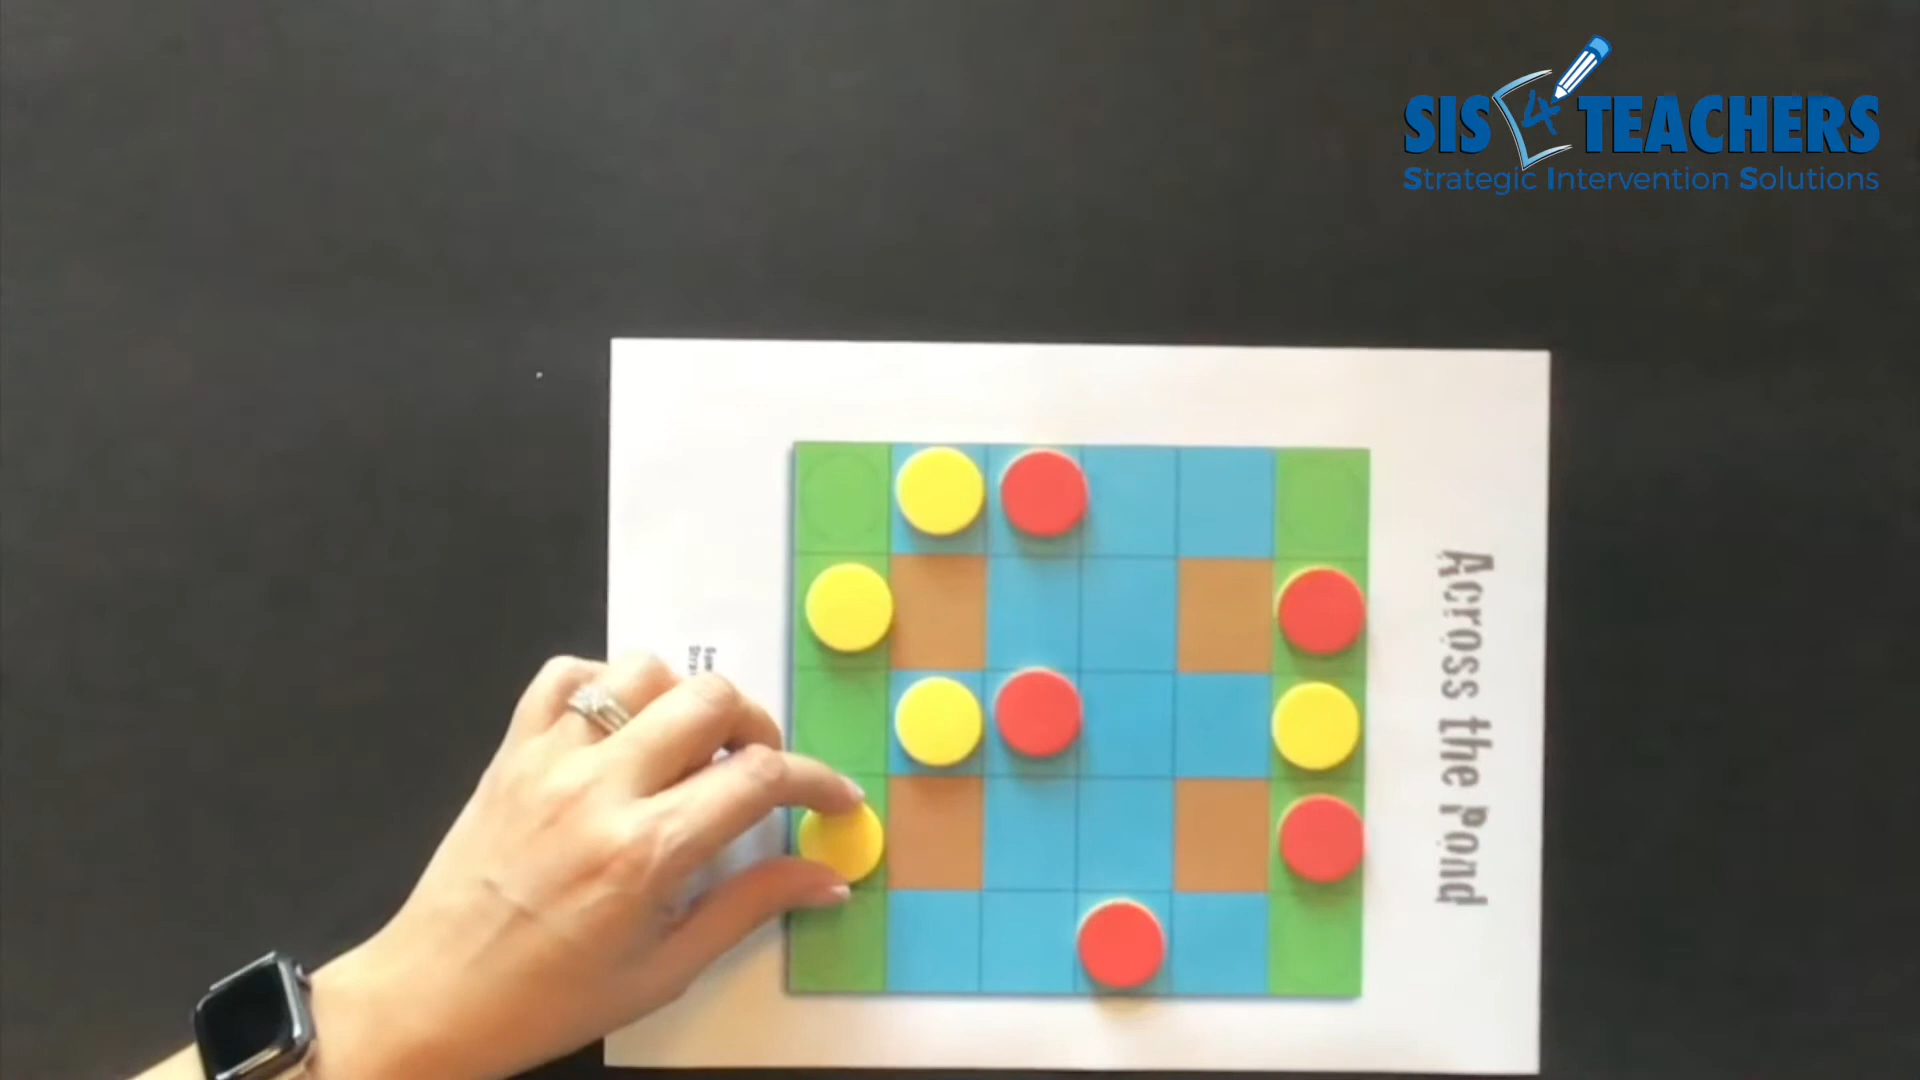 SIS 4 TEACHERS
Strategic Intervention Solutions
Across the Pond